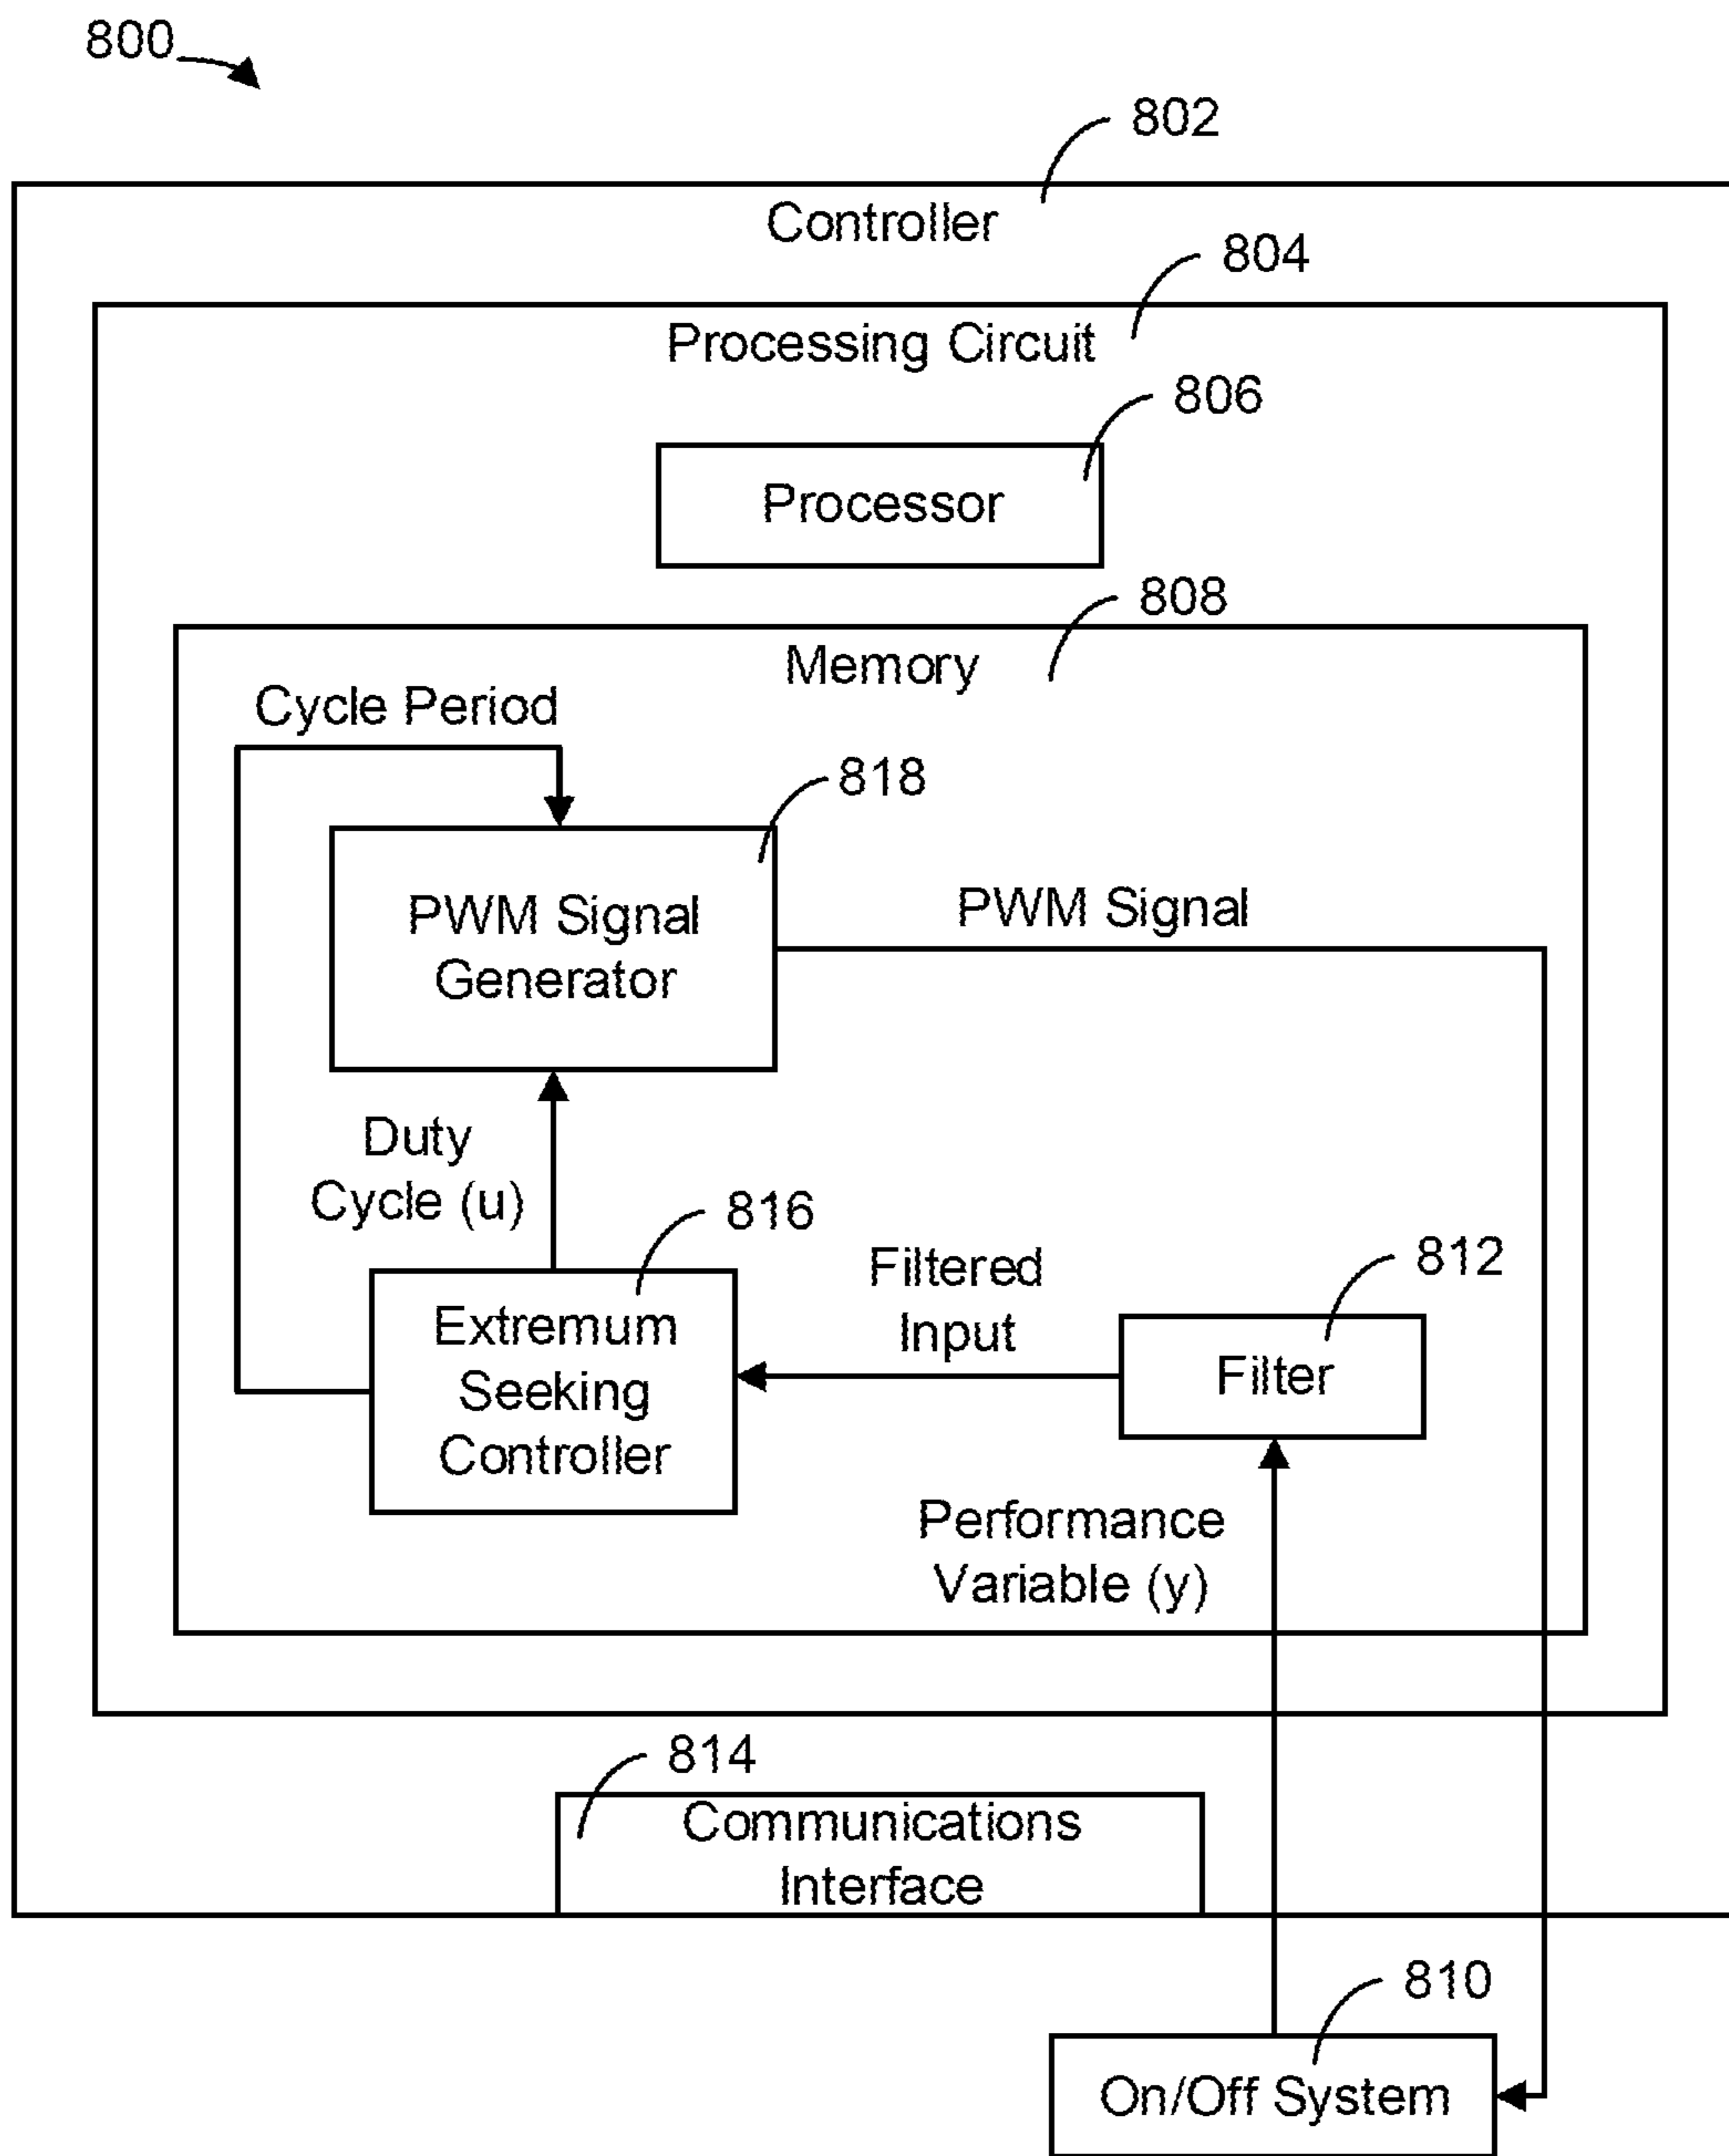 800
802
Controller
804
Processing Circuit
806
Processor
808
Memory
Cycle Period
818
PWM Signal
Generator
PWM Signal
Duty
Cycle (u)
816
Extremum
Seeking
Controller
Filtered
Input
812
Filter
Performance
Variable (y)
814
Communications
Interface
810
On/Off System